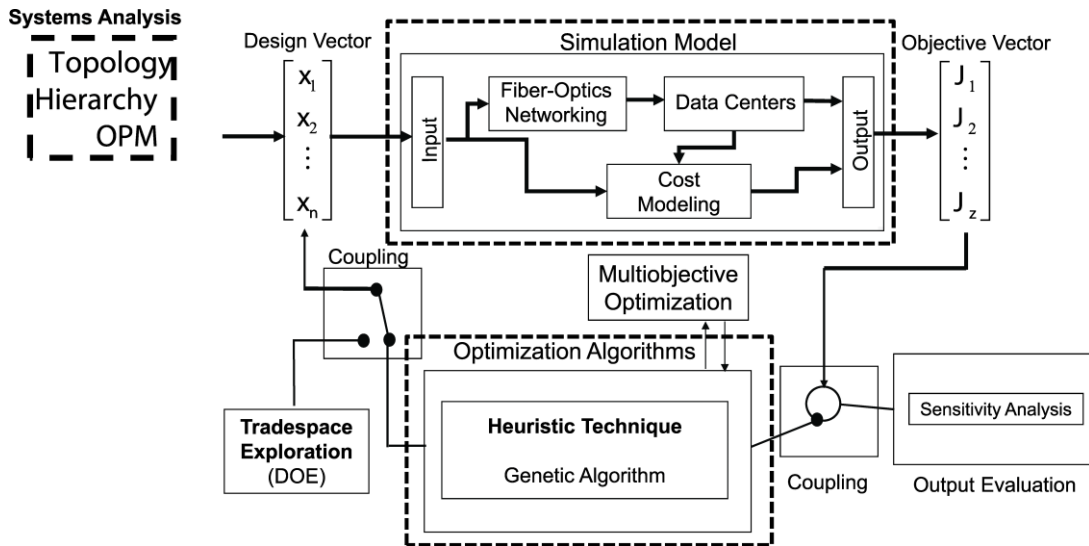 Systems Analysis
Topology
Hierarchy
OPM
Design Vector
x1
x2
⋮
xn
Simulation Model
Input
Fiber-Optics
Networking
Data Centers
Cost
Modeling
Output
Objective Vector
J1
J2
⋮
Jz
Coupling
Multiobjective
Optimization
Optimization Algorithms
Heuristic Technique
Genetic Algorithm
Tradespace
Exploration
(DOE)
Coupling
Sensitivity Analysis
Output Evaluation